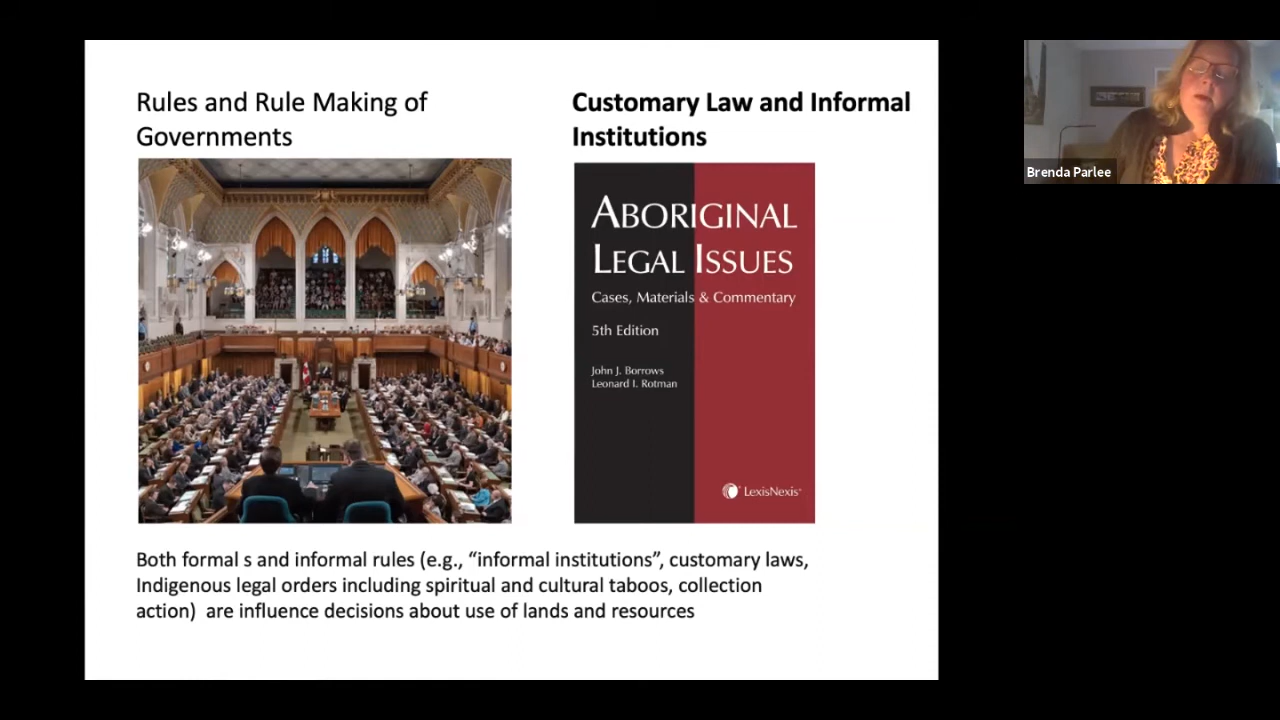 Rules and Rule Making of
Governments
Customary Law and Informal
Institutions
ABORIGINAL
LEGAL ISSUES
Cases, Materials & Commentary
5th Edition
John J. Borrows
Leonard I. Rotman
LexisNexis
Both formal s and informal rules (e.g., “informal institutions”, customary laws,
Indigenous legal orders including spiritual and cultural taboos, collection
action)  are influence decisions about use of lands and resources
Brenda Parlee